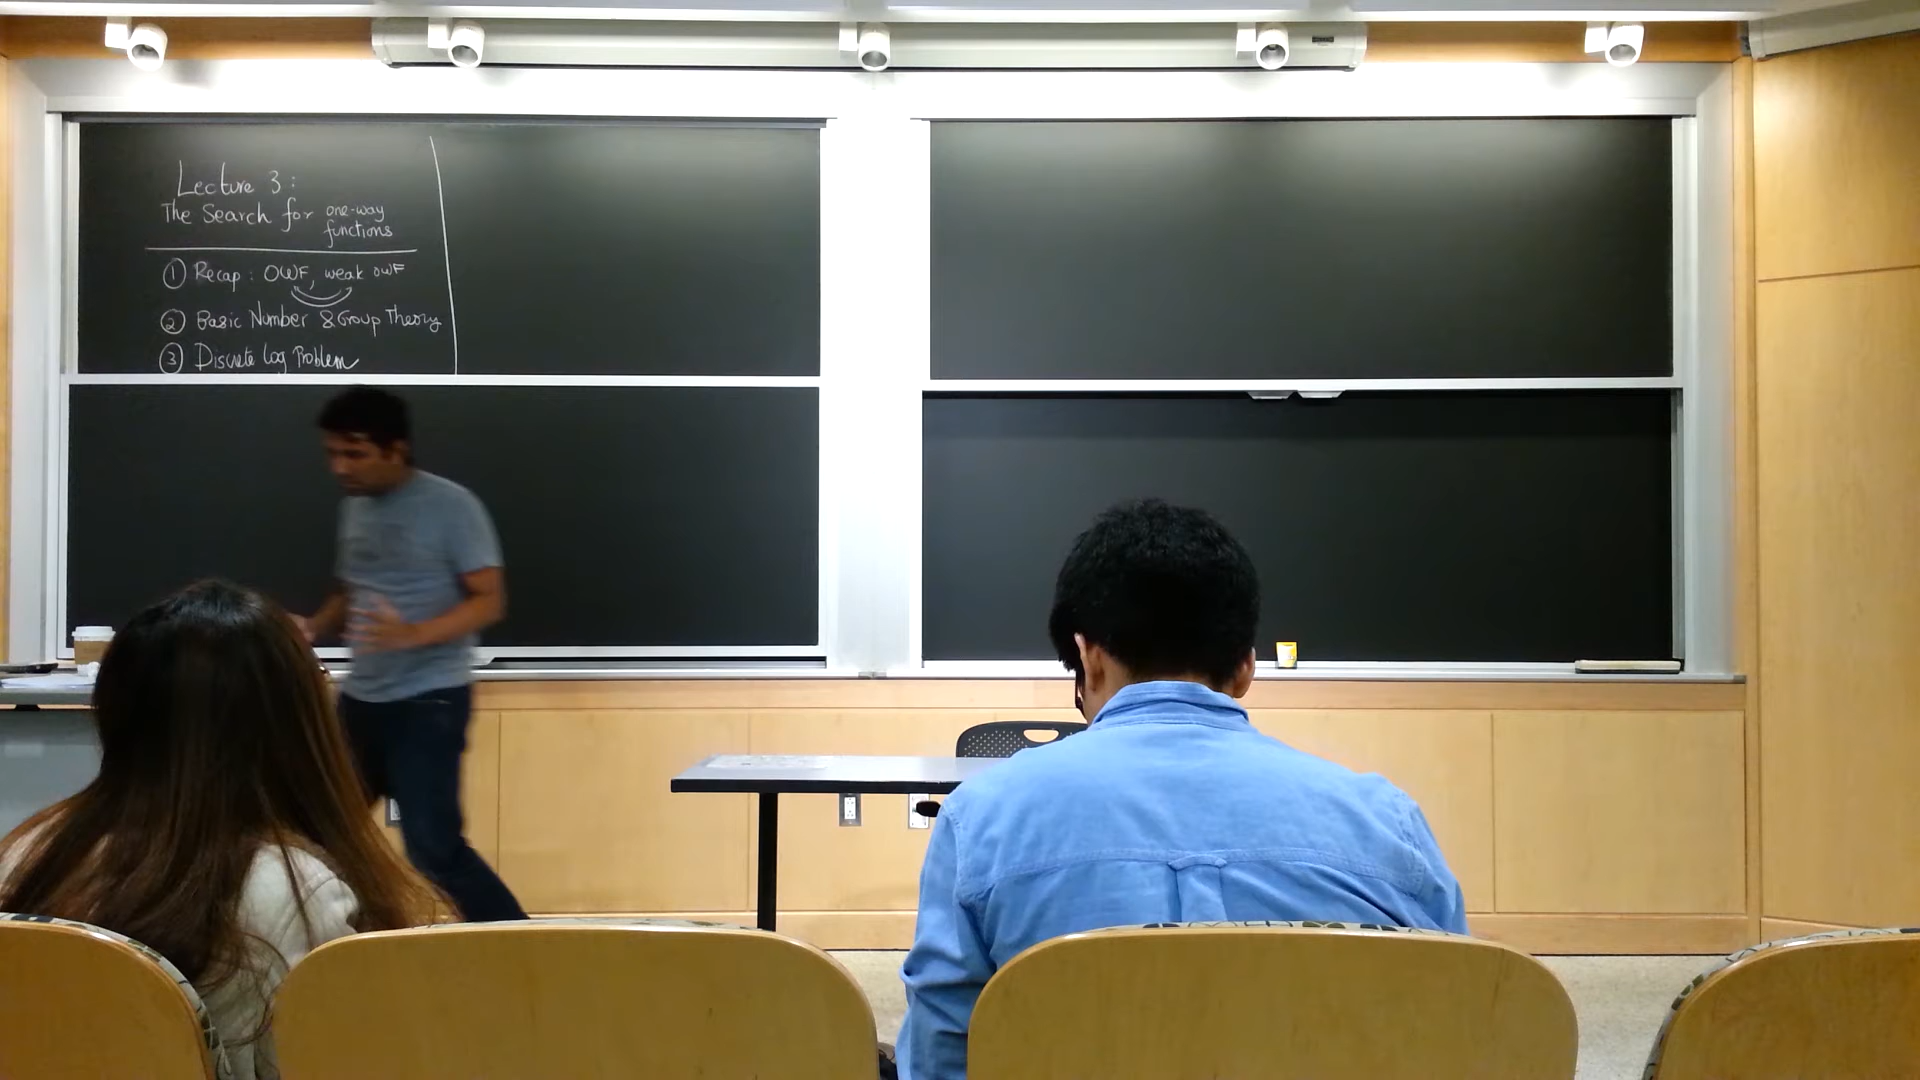 Lecture 3:
The Search for one-way
functions
① Recap: OWF, weak OWF
② Basic Number & Group Theory
③ Discrete Log Problem